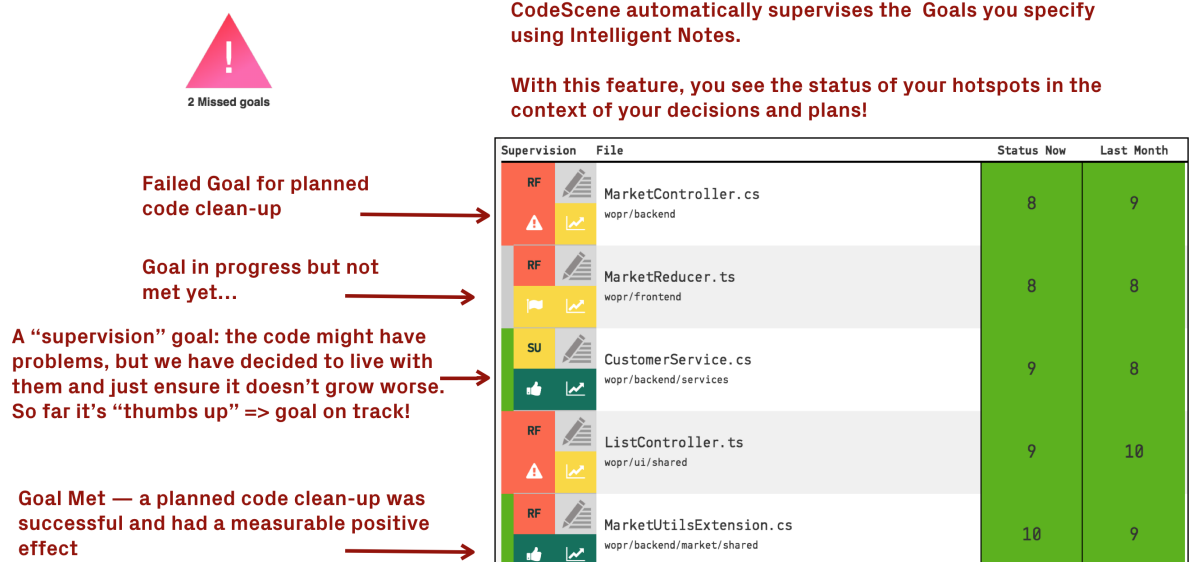 CodeScene automatically supervises the Goals you specify
using Intelligent Notes.
With this feature, you see the status of your hotspots in the
context of your decisions and plans!
!
2 Missed goals
Supervision File Status Now Last Month
Failed Goal for planned
code clean-up
RF
MarketController.cs
wopr/backend
8 9
Goal in progress but not
met yet...
RF
MarketReducer.ts
wopr/frontend
8 8
A “supervision” goal: the code might have
problems, but we have decided to live with
them and just ensure it doesn’t grow worse.
So far it’s “thumbs up” => goal on track!
SU
CustomerService.cs
wopr/backend/services
9 8
RF
ListController.ts
wopr/ui/shared
9 10
Goal Met — a planned code clean-up was
successful and had a measurable positive
effect
RF
MarketUtilsExtension.cs
wopr/backend/market/shared
10 9